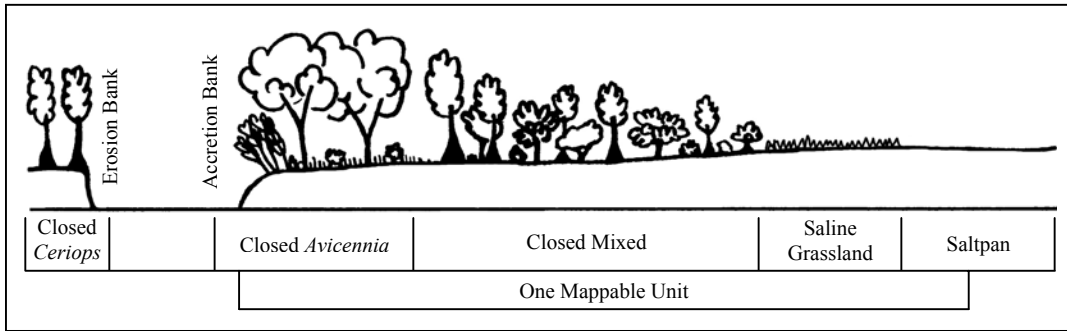 Erosion Bank
Accretion Bank
Closed
Ceriops
Closed Avicennia
Closed Mixed
Saline
Grassland
Saltpan
One Mappable Unit